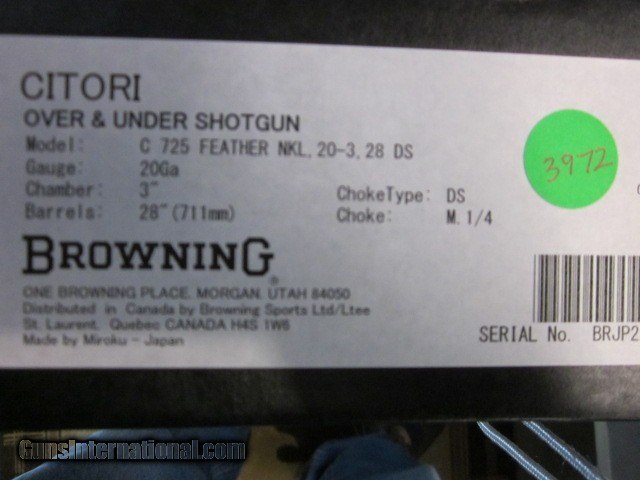 CITORI
OVER & UNDER SHOTGUN
Model: C 725 FEATHER NKL, 20-3, 28 DS
Gauge: 20Ga
Chamber: 3" ChokeType: DS
Barrels: 28"(711mm) Choke: M. 1/4
3972
BROWNING®
ONE BROWNING PLACE, MORGAN, UTAH 84050
Distributed in Canada by Browning Sports Ltd/Ltee
St. Laurent, Quebec CANADA H4S 1W6
Made by Miroku - Japan
SERIAL No. BRJP2
GunsInternational.com